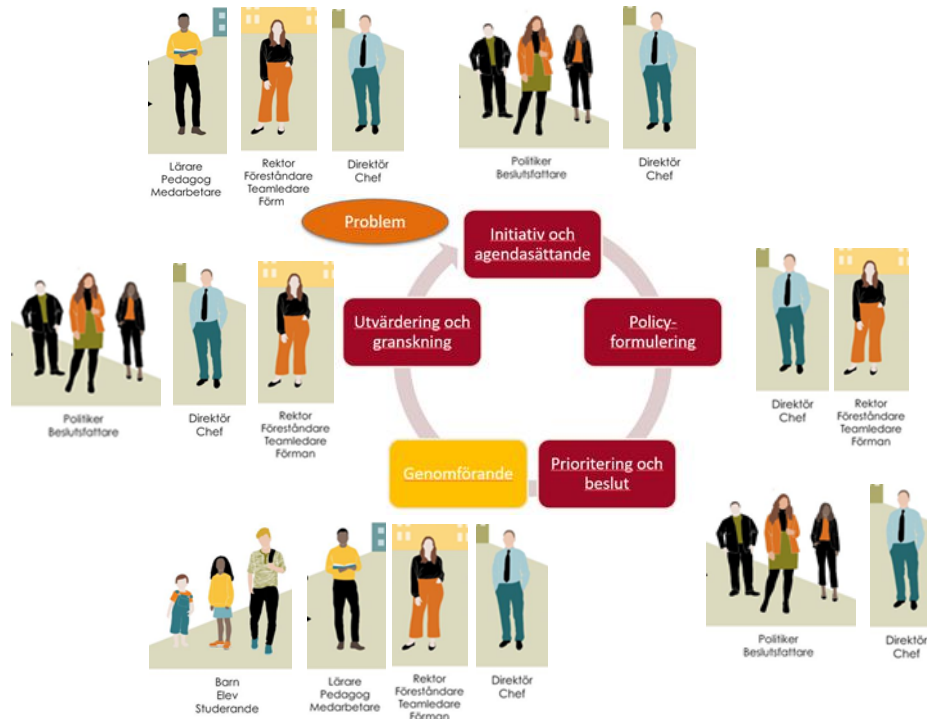 Lärare
Pedagog
Medarbetare
Rektor
Föreståndare
Teamledare
Förm
Direktör
Chef
Politiker
Beslutsfattare
Direktör
Chef
Problem
Initiativ och
agendasättande
Utvärdering och
granskning
Policy-
formulering
Politiker
Beslutsfattare
Direktör
Chef
Rektor
Föreståndare
Teamledare
Förman
Direktör
Chef
Rektor
Föreståndare
Teamledare
Förman
Genomförande
Prioritering och
beslut
Politiker
Beslutsfattare
Direktör
Chef
Barn
Elev
Studerande
Lärare
Pedagog
Medarbetare
Rektor
Föreståndare
Teamledare
Förman
Direktör
Chef